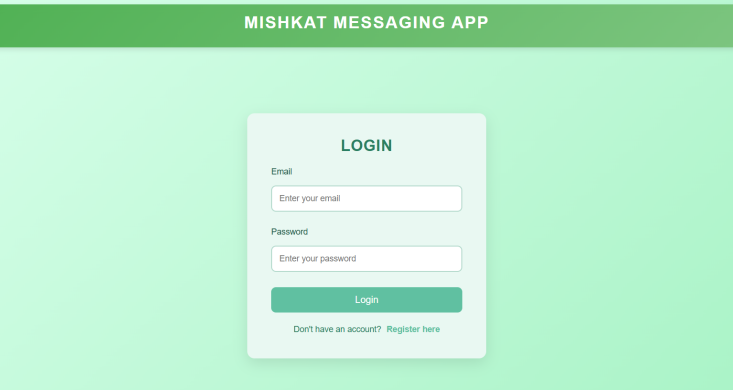 MISHKAT MESSAGING APP
LOGIN
Email
Enter your email
Password
Enter your password
Login
Don't have an account? Register here